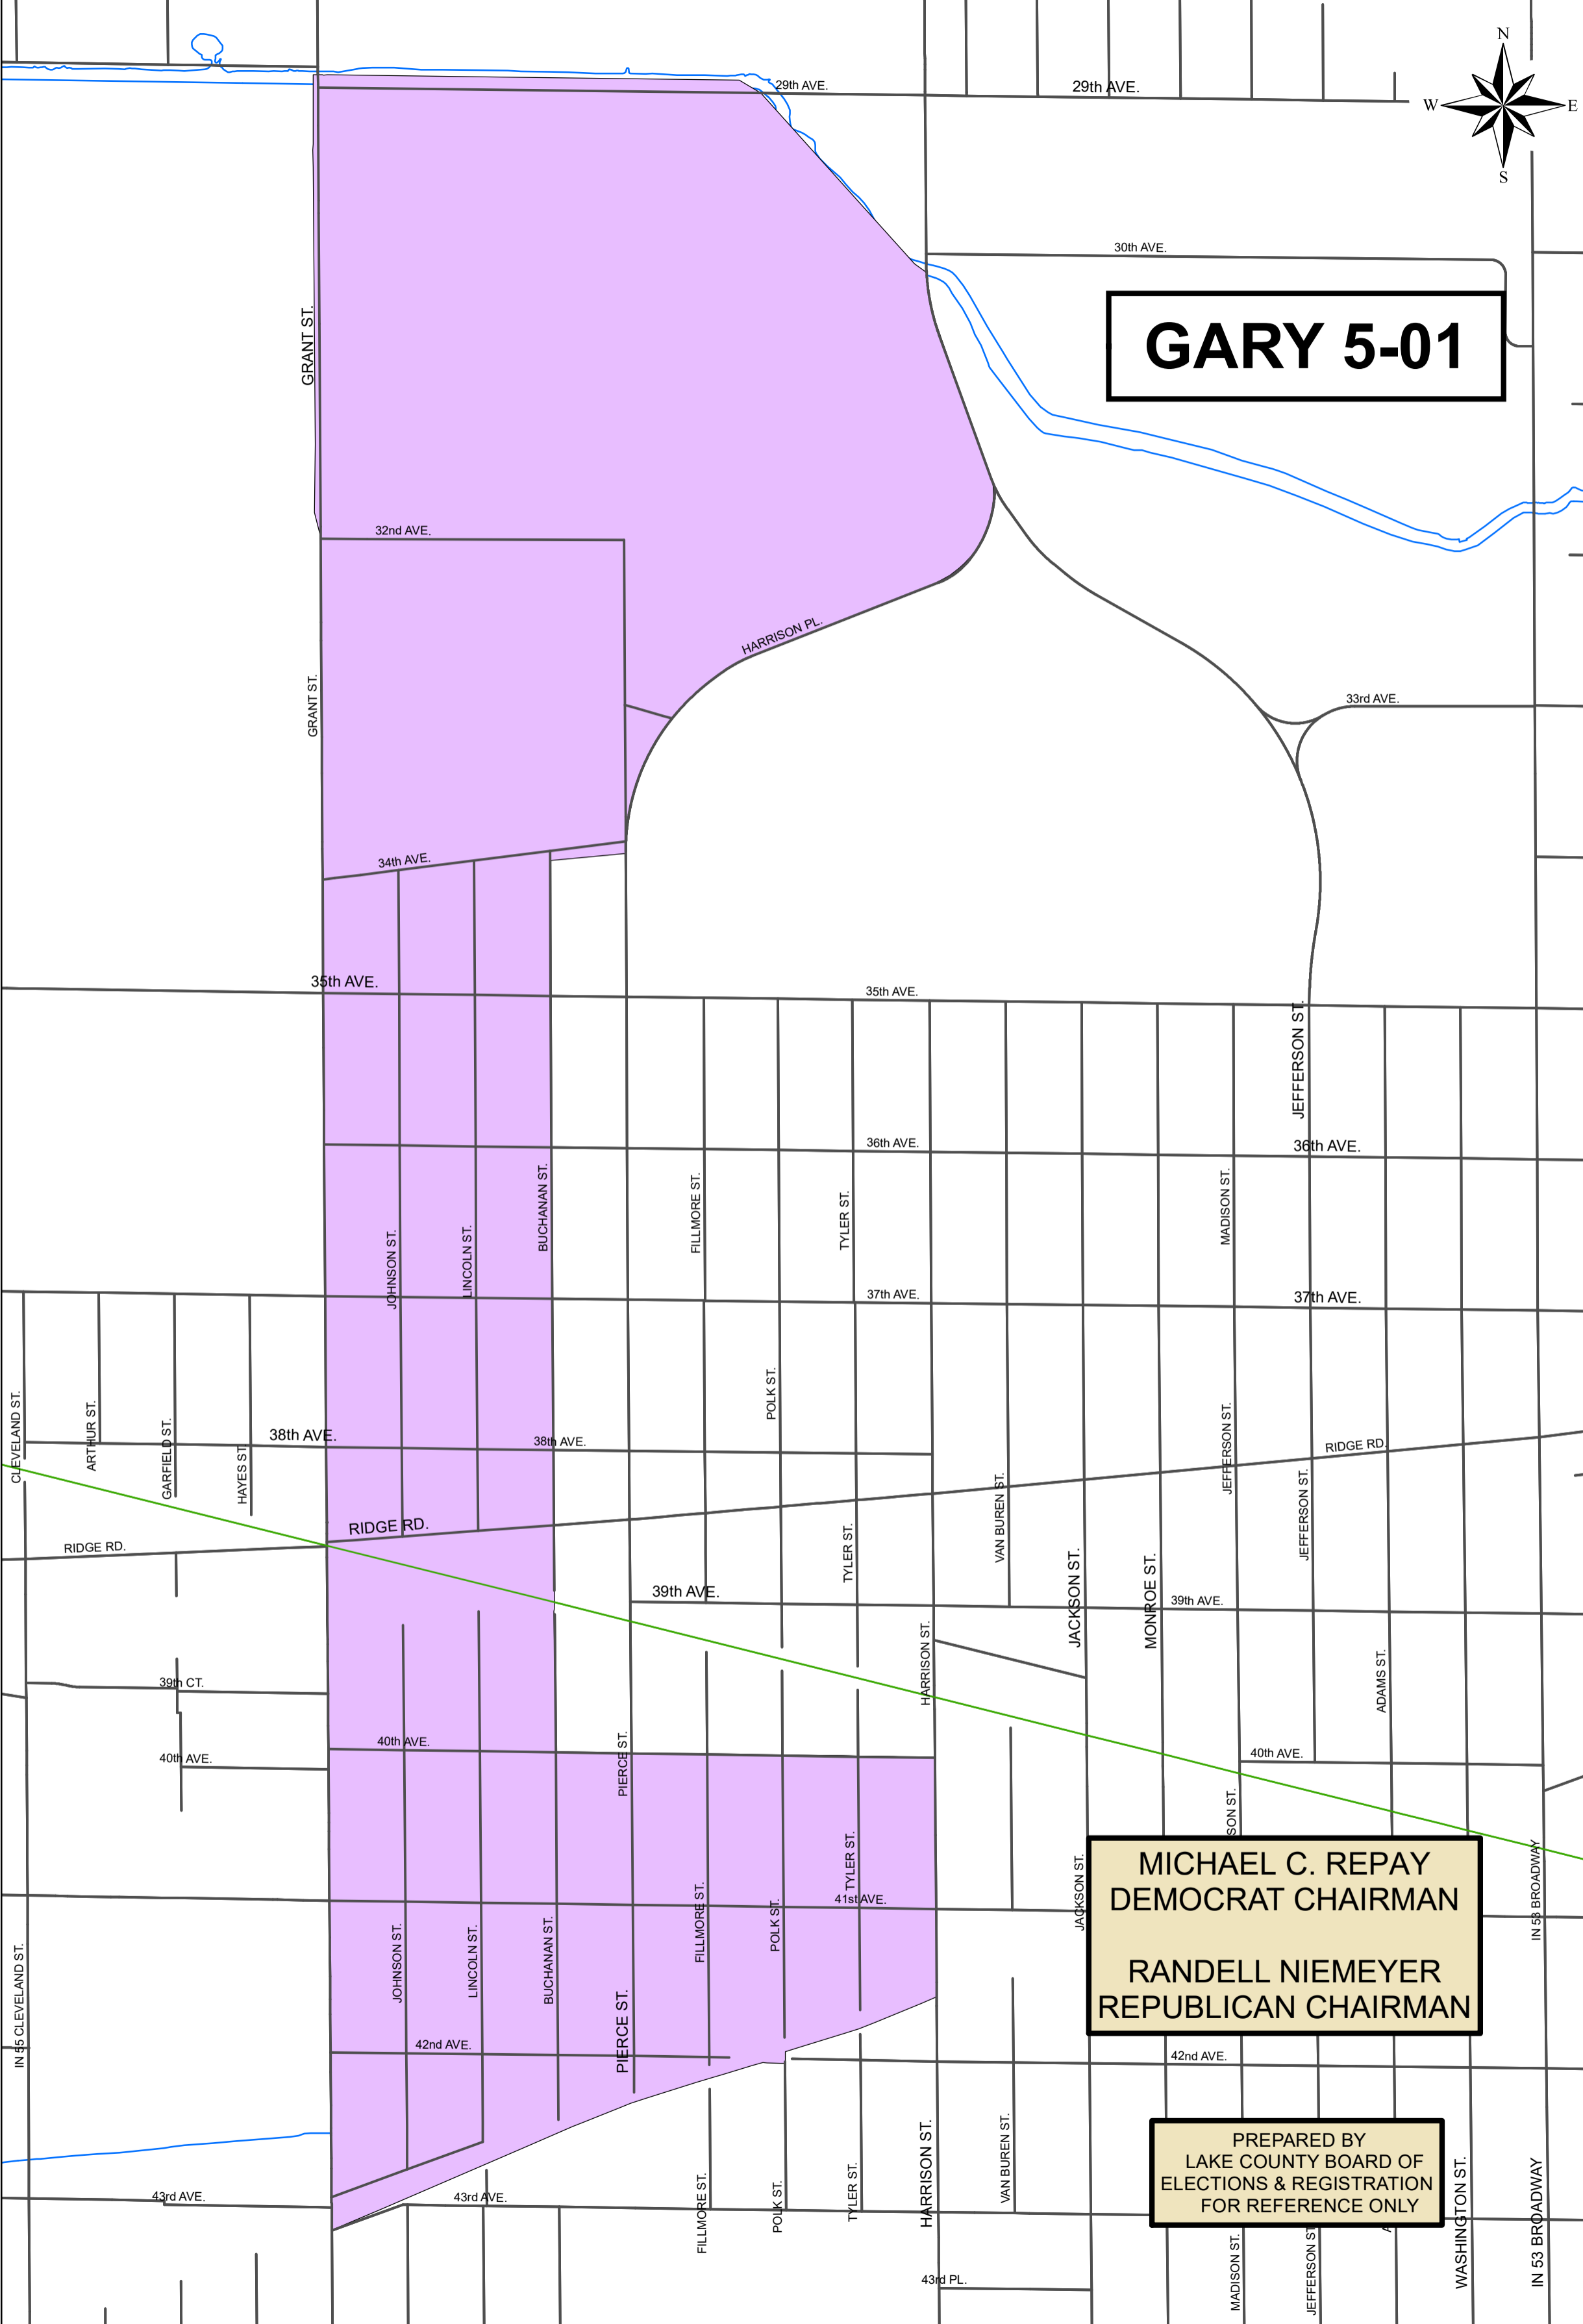 N
29th AVE.
29th AVE.
W
E
S
30th AVE.
GRANT ST.
GARY 5-01
32nd AVE.
HARRISON PL.
GRANT ST.
33rd AVE.
34th AVE.
35th AVE.
35th AVE.
JEFFERSON ST.
36th AVE.
36th AVE.
BUCHANAN ST.
FILLMORE ST.
TYLER ST.
MADISON ST.
JOHNSON ST.
LINCOLN ST.
37th AVE.
37th AVE.
CLEVELAND ST.
ARTHUR ST.
GARFIELD ST.
HAYES ST.
POLK ST.
38th AVE.
38th AVE.
JEFFERSON ST.
RIDGE RD.
RIDGE RD.
RIDGE RD.
VAN BUREN ST.
JEFFERSON ST.
TYLER ST.
JACKSON ST.
MONROE ST.
39th AVE.
39th AVE.
HARRISON ST.
ADAMS ST.
39th CT.
40th AVE.
40th AVE.
PIERCE ST.
40th AVE.
SON ST.
TYLER ST.
41st AVE.
FILLMORE ST.
POLK ST.
JACKSON ST.
IN 53 BROADWAY
MICHAEL C. REPAY
DEMOCRAT CHAIRMAN
RANDELL NIEMEYER
REPUBLICAN CHAIRMAN
IN 55 CLEVELAND ST.
JOHNSON ST.
LINCOLN ST.
BUCHANAN ST.
PIERCE ST.
42nd AVE.
42nd AVE.
HARRISON ST.
VAN BUREN ST.
PREPARED BY
LAKE COUNTY BOARD OF
ELECTIONS & REGISTRATION
FOR REFERENCE ONLY
43rd AVE.
43rd AVE.
FILLMORE ST.
POLK ST.
TYLER ST.
WASHINGTON ST.
IN 53 BROADWAY
MADISON ST.
JEFFERSON ST.
43rd PL.